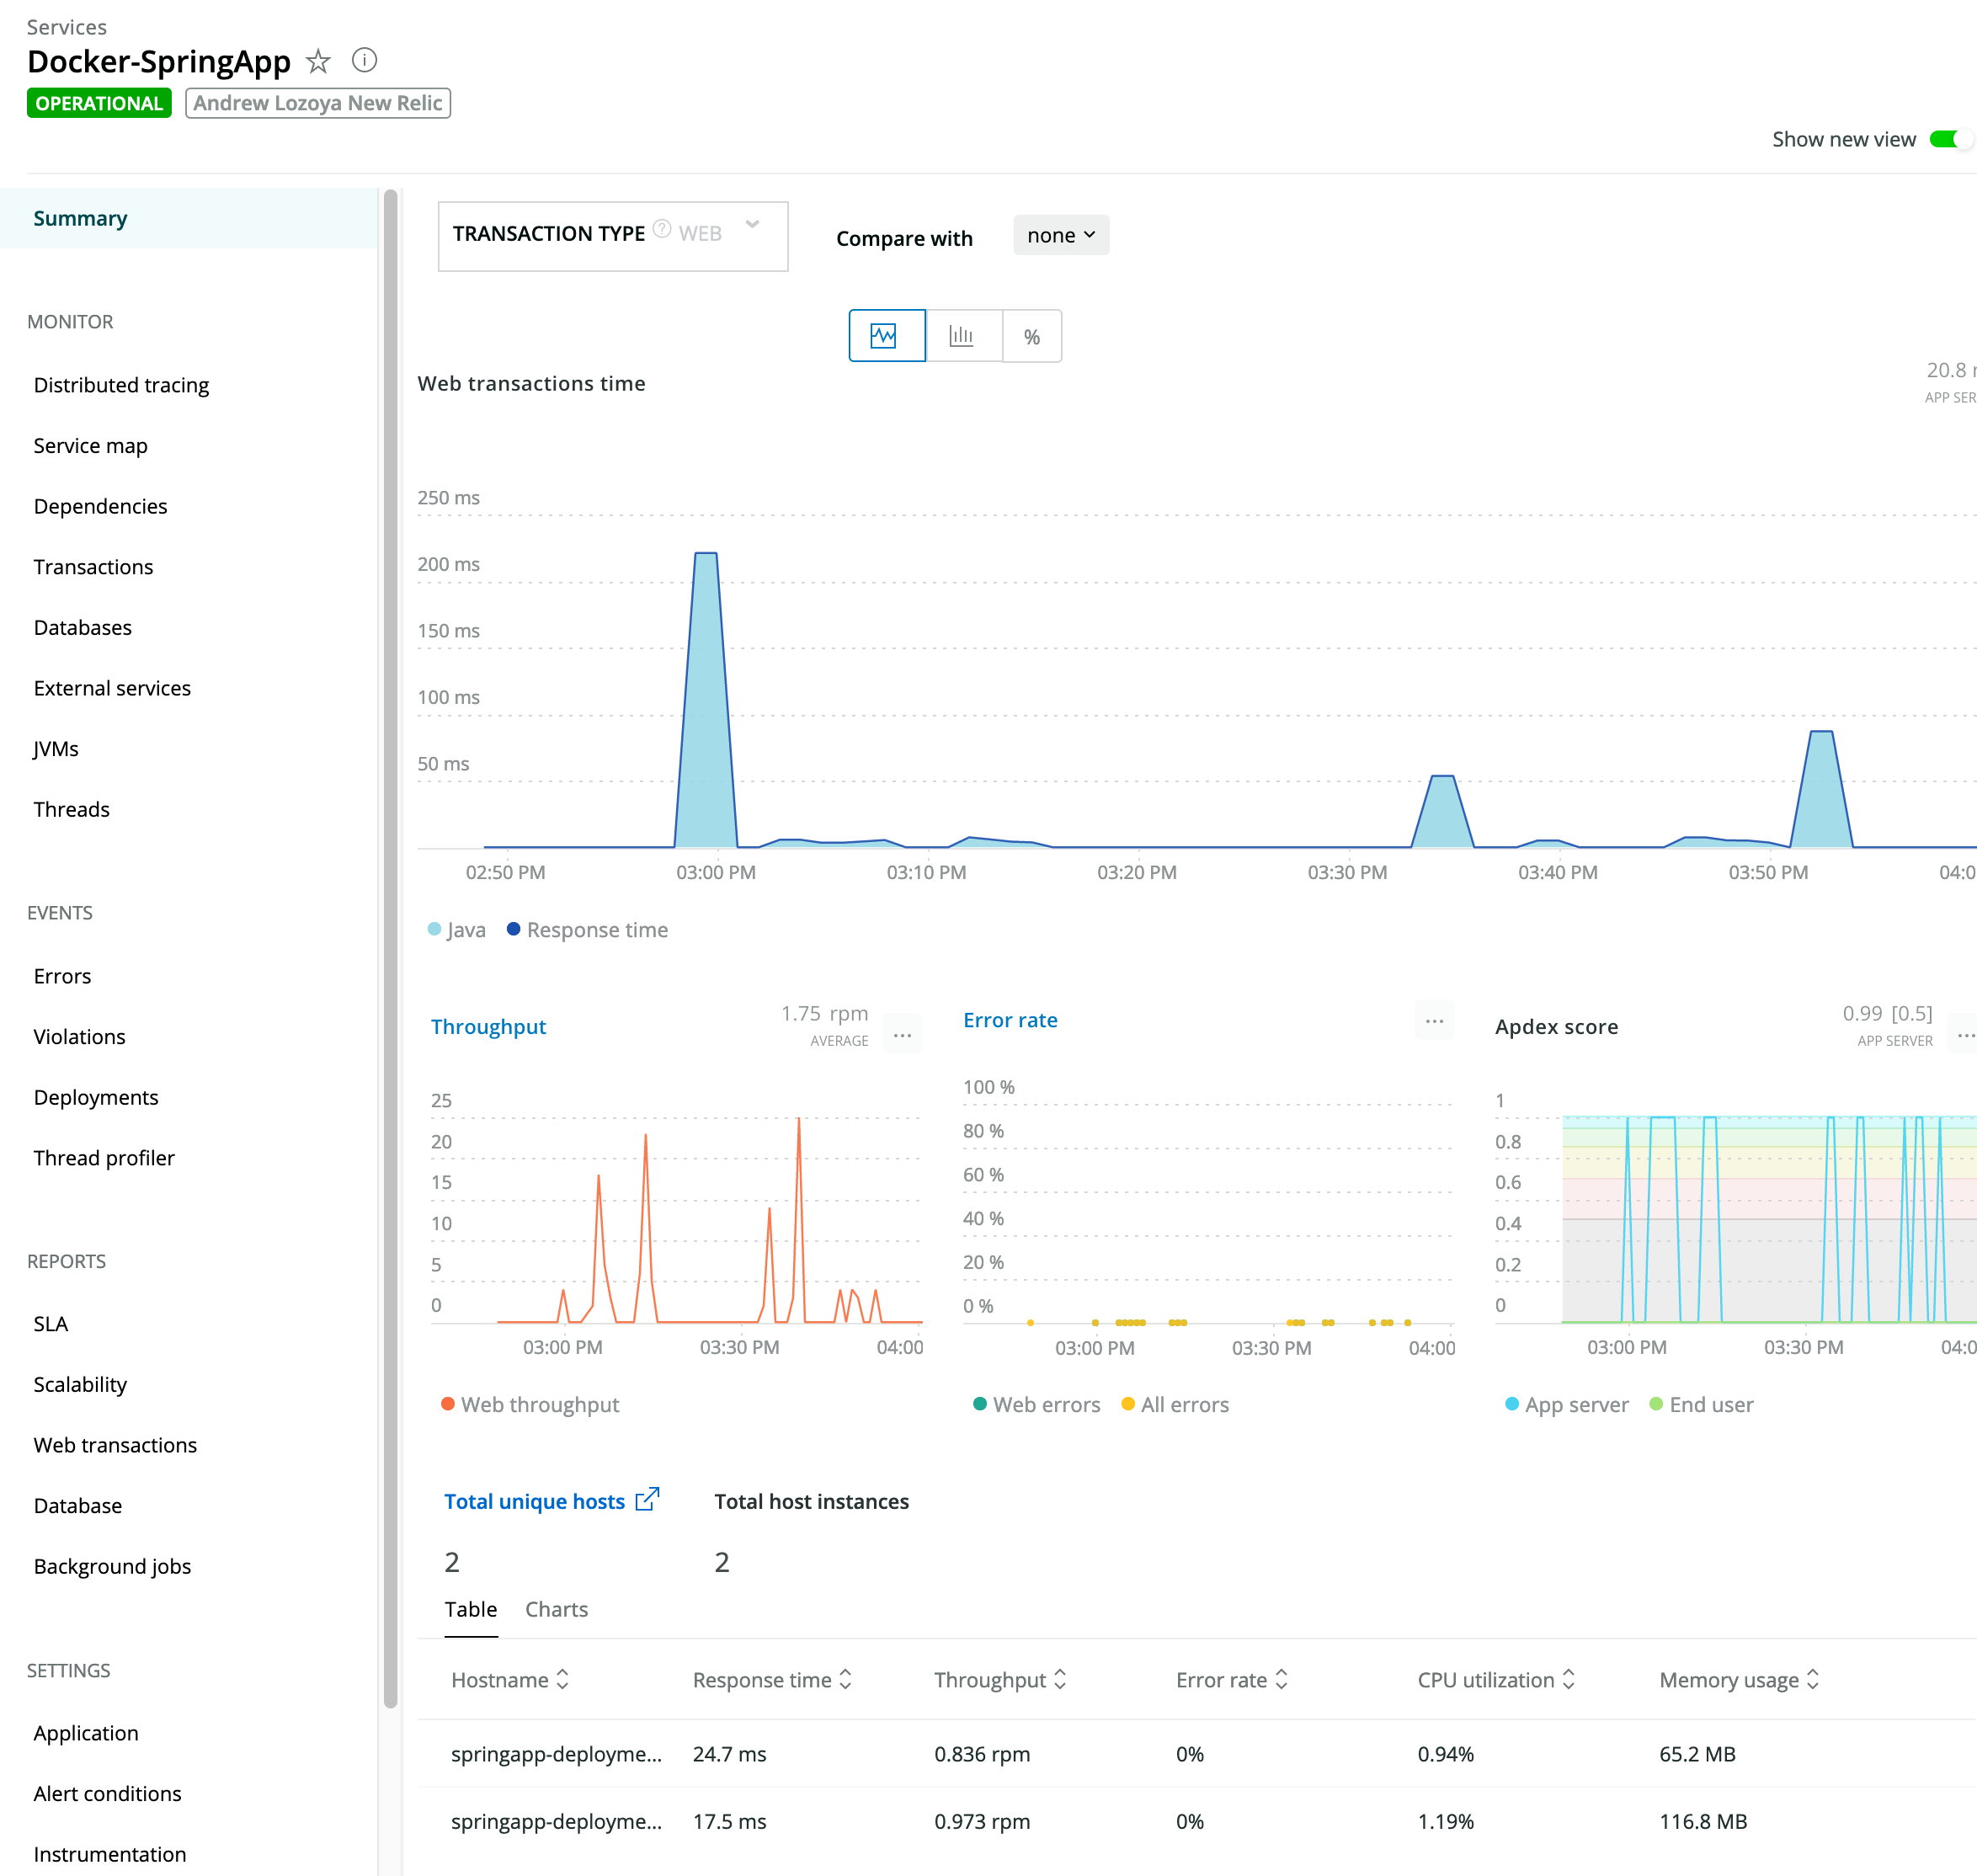 Services
Docker-SpringApp
OPERATIONAL Andrew Lozoya New Relic
Show new view
Summary
MONITOR
Distributed tracing
Service map
Dependencies
Transactions
Databases
External services
JVMs
Threads
EVENTS
Errors
Violations
Deployments
Thread profiler
REPORTS
SLA
Scalability
Web transactions
Database
Background jobs
SETTINGS
Application
Alert conditions
Instrumentation
TRANSACTION TYPE ? WEB
Compare with none
%
Web transactions time
20.8
APP SER
250 ms
200 ms
150 ms
100 ms
50 ms
02:50 PM 03:00 PM 03:10 PM 03:20 PM 03:30 PM 03:40 PM 03:50 PM 04:0
Java Response time
Throughput
1.75 rpm
AVERAGE
...
25
20
15
10
5
0
03:00 PM 03:30 PM 04:00
Web throughput
Error rate
...
100 %
80 %
60 %
40 %
20 %
0 %
03:00 PM 03:30 PM 04:00
Web errors All errors
Apdex score
0.99 [0.5]
APP SERVER
...
1
0.8
0.6
0.4
0.2
0
03:00 PM 03:30 PM 04:0
App server End user
Total unique hosts Total host instances
2 2
Table Charts
Hostname Response time Throughput Error rate CPU utilization Memory usage
springapp-deployme... 24.7 ms 0.836 rpm 0% 0.94% 65.2 MB
springapp-deployme... 17.5 ms 0.973 rpm 0% 1.19% 116.8 MB